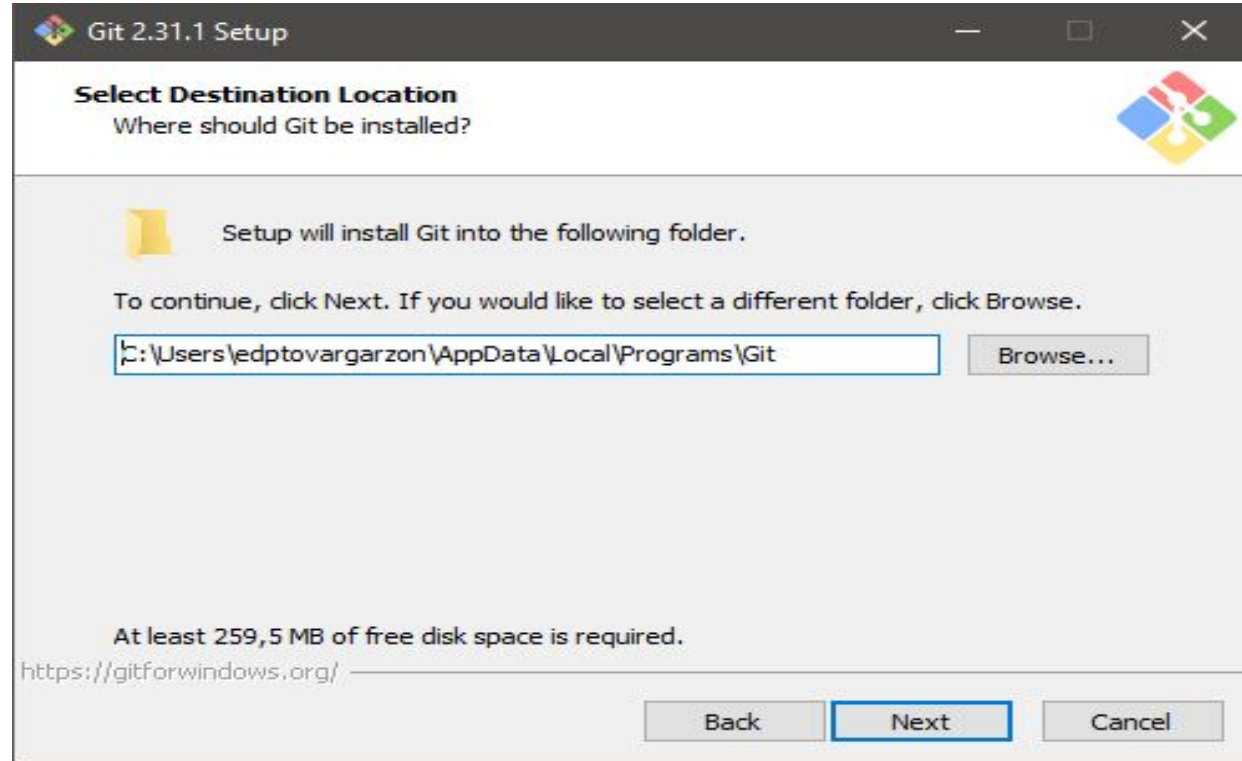 Git 2.31.1 Setup
Select Destination Location
Where should Git be installed?
Setup will install Git into the following folder.
To continue, click Next. If you would like to select a different folder, click Browse.
C:\Users\edptovargarzon\AppData\Local\Programs\Git
Browse...
At least 259,5 MB of free disk space is required.
https://gitforwindows.org/
Back Next Cancel